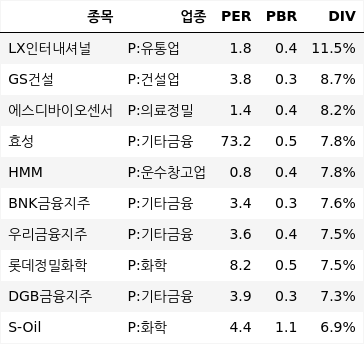 종목 업종 PER PBR DIV
LX인터내셔널 P:유통업 1.8 0.4 11.5%
GS건설 P:건설업 3.8 0.3 8.7%
에스디바이오센서 P:의료정밀 1.4 0.4 8.2%
효성 P:기타금융 73.2 0.5 7.8%
HMM P:운수창고업 0.8 0.4 7.8%
BNK금융지주 P:기타금융 3.4 0.3 7.6%
우리금융지주 P:기타금융 3.6 0.4 7.5%
롯데정밀화학 P:화학 8.2 0.5 7.5%
DGB금융지주 P:기타금융 3.9 0.3 7.3%
S-Oil P:화학 4.4 1.1 6.9%